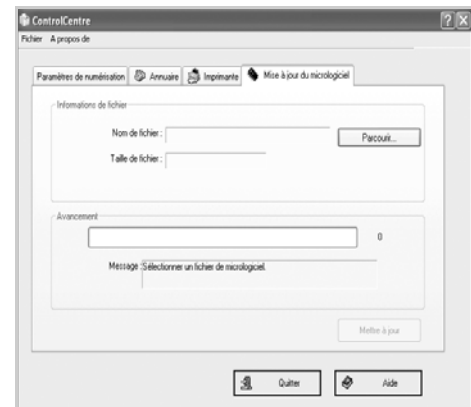 ControlCentre
Fichier A propos de
Paramètres de numérisation Annuaire Imprimante Mise à jour du micrologiciel
Informations de fichier
Nom de fichier :
Parcourir...
Taille de fichier :
Avancement
0
Message : Sélectionner un fichier de micrologiciel.
Mettre à jour
Quitter Aide